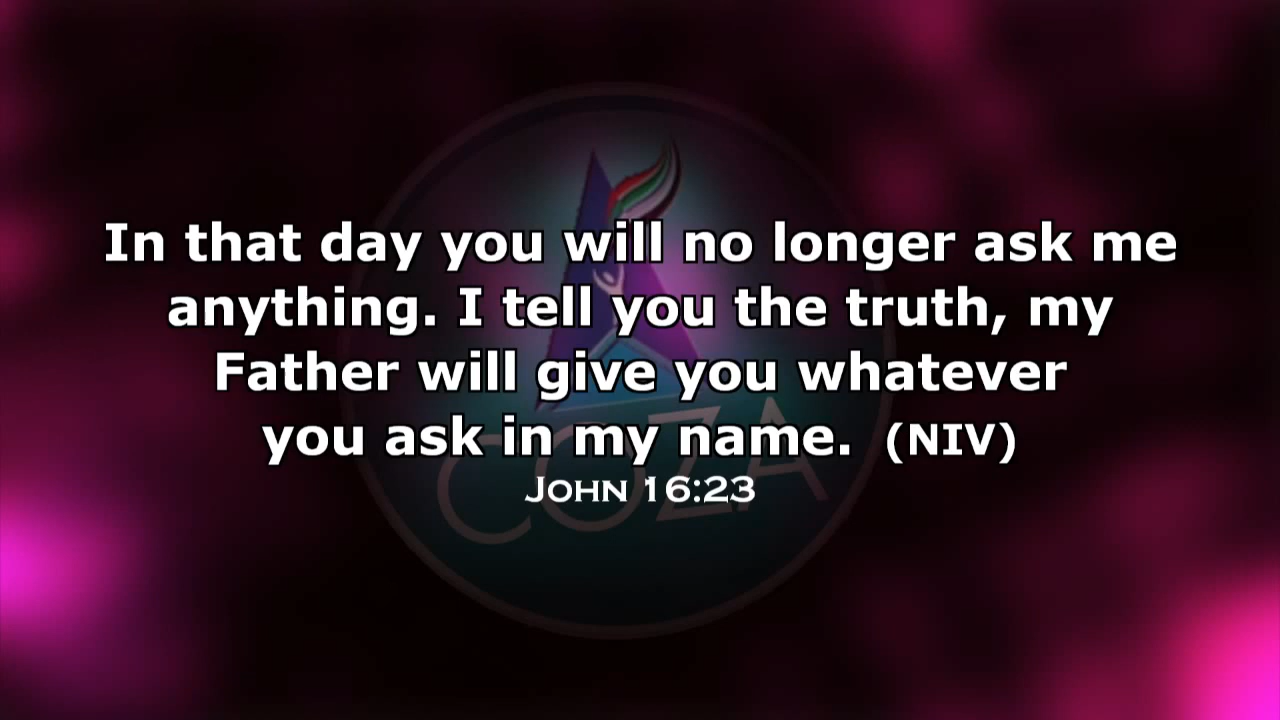 In that day you will no longer ask me
anything. I tell you the truth, my
Father will give you whatever
you ask in my name. (NIV)
John 16:23
COZA